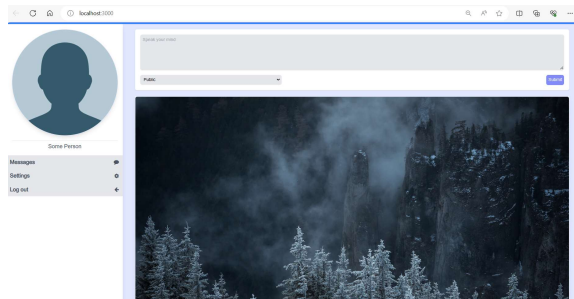 localhost:3000
Speak your mind
Public
Submit
Some Person
Messages
Settings
Log out